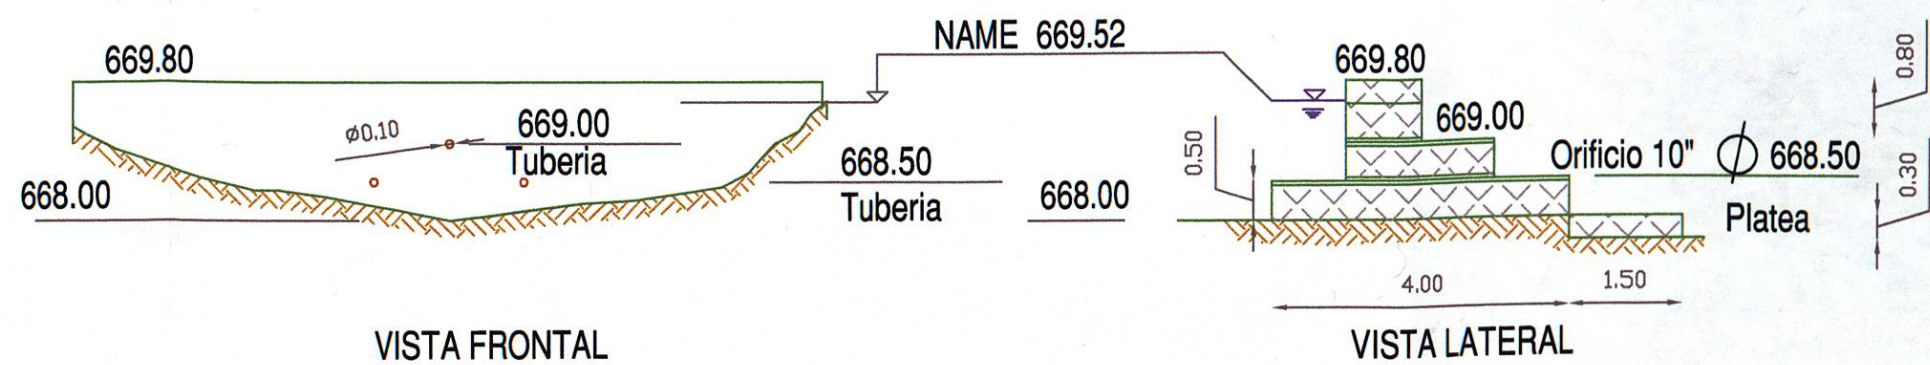 NAME 669.52
669.80
ø0.10
669.00
Tuberia
668.50
Tuberia
668.00
VISTA FRONTAL
669.80
669.00
0.50
668.00
Orificio 10" Ø 668.50
Platea
0.80
0.30
4.00
1.50
VISTA LATERAL